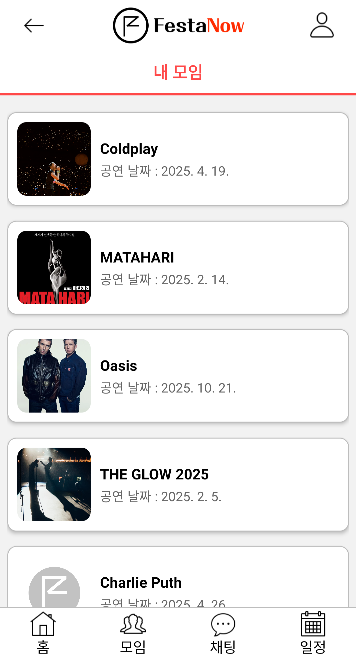 FestaNow
내 모임
Coldplay
공연 날짜 : 2025. 4. 19.
MATAHARI
공연 날짜 : 2025. 2. 14.
MATA HARI
Oasis
공연 날짜 : 2025. 10. 21.
THE GLOW 2025
공연 날짜 : 2025. 2. 5.
Charlie Puth
공연 날짜 : 2025. 4. 26.
홈
모임
채팅
일정